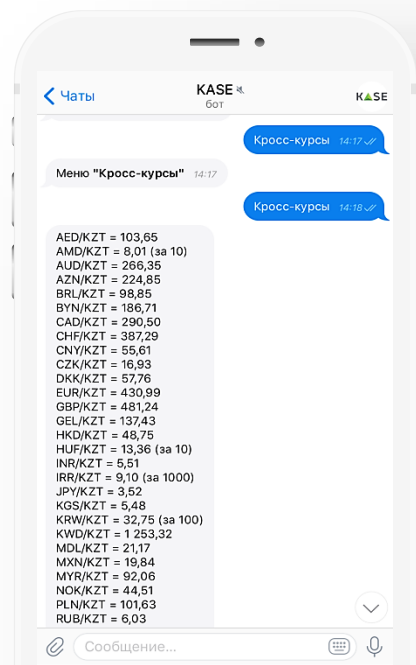 Чаты
KASE
бот
KASE
Кросс-курсы 14:17
Меню "Кросс-курсы" 14:17
Кросс-курсы 14:18
AED/KZT = 103,65
AMD/KZT = 8,01 (за 10)
AUD/KZT = 266,35
AZN/KZT = 224,85
BRL/KZT = 98,85
BYN/KZT = 186,71
CAD/KZT = 290,50
CHF/KZT = 387,29
CNY/KZT = 55,61
CZK/KZT = 16,93
DKK/KZT = 57,76
EUR/KZT = 430,99
GBP/KZT = 481,24
GEL/KZT = 137,43
HKD/KZT = 48,75
HUF/KZT = 13,36 (за 10)
INR/KZT = 5,51
IRR/KZT = 9,10 (за 1000)
JPY/KZT = 3,52
KGS/KZT = 5,48
KRW/KZT = 32,75 (за 100)
KWD/KZT = 1 253,32
MDL/KZT = 21,17
MXN/KZT = 19,84
MYR/KZT = 92,06
NOK/KZT = 44,51
PLN/KZT = 101,63
RUB/KZT = 6,03
Сообщение...